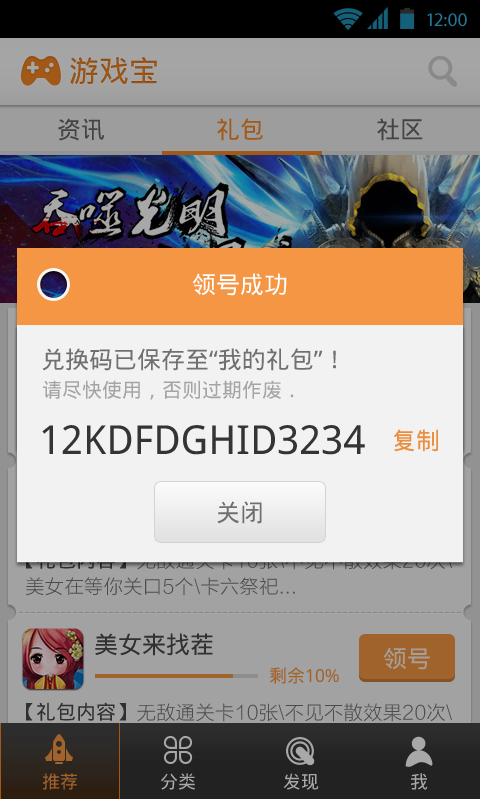 12:00
游戏宝
资讯 礼包 社区
吞噬光明
领号成功
兑换码已保存至“我的礼包”！
请尽快使用，否则过期作废．
12KDFDGHID3234 复制
关闭
【礼包内容】无敌通关卡10张\不见不散效果20次\
美女在等你关口5个\卡六祭祀...
美女来找茬
领号
剩余10%
【礼包内容】无敌通关卡10张\不见不散效果20次\
推荐 分类 发现 我